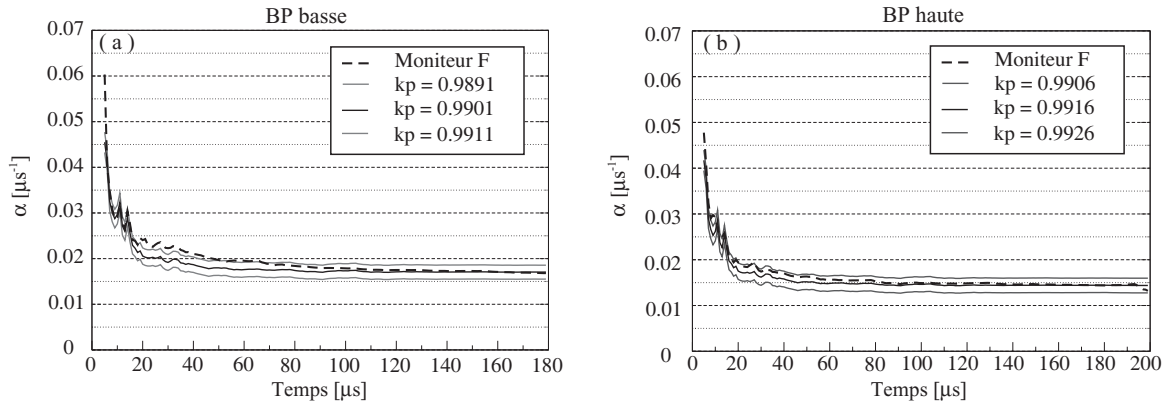 BP basse
( a )
Moniteur F
kp = 0.9891
kp = 0.9901
kp = 0.9911
α [μs⁻¹]
0.07
0.06
0.05
0.04
0.03
0.02
0.01
0
0 20 40 60 80 100 120 140 160 180
Temps [μs]
BP haute
( b )
Moniteur F
kp = 0.9906
kp = 0.9916
kp = 0.9926
α [μs⁻¹]
0.07
0.06
0.05
0.04
0.03
0.02
0.01
0
0 20 40 60 80 100 120 140 160 180 200
Temps [μs]